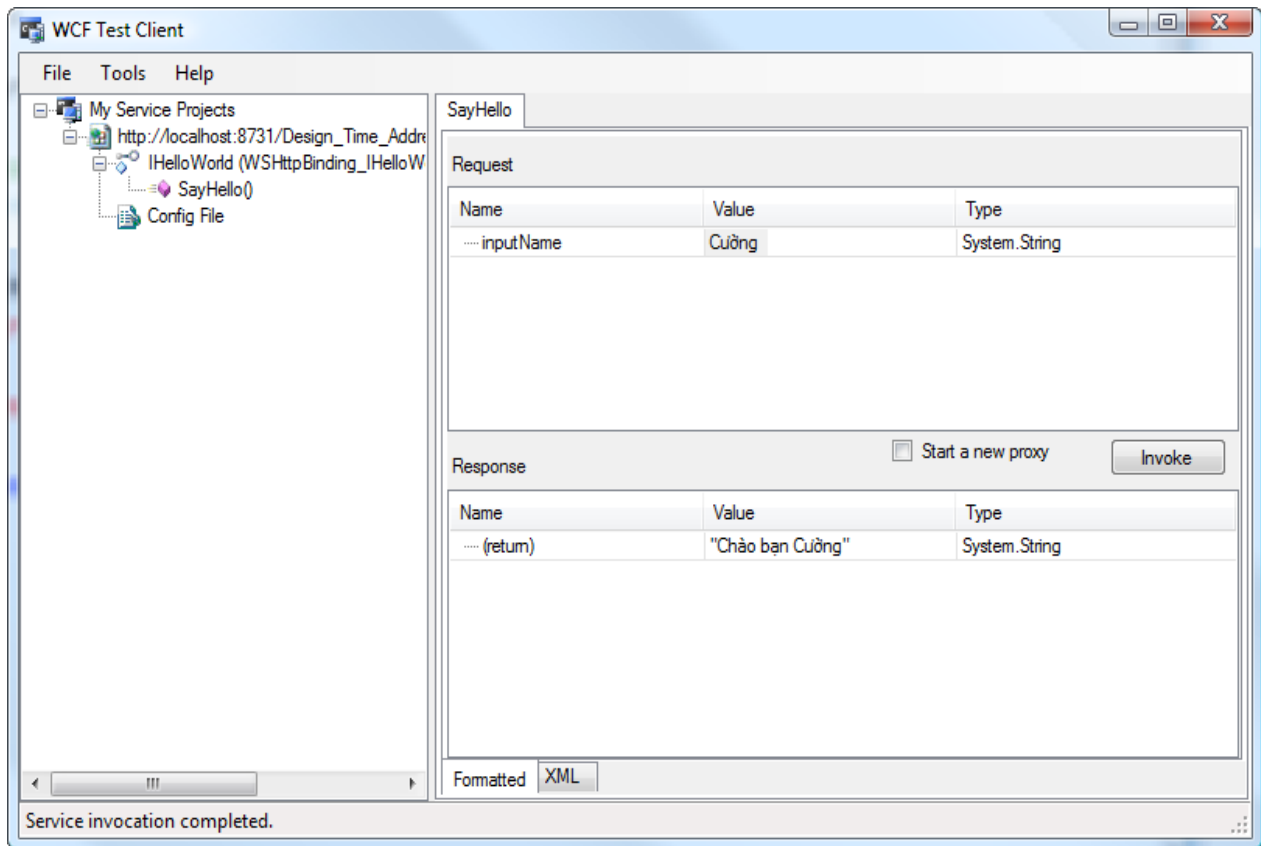 WCF Test Client
File Tools Help
My Service Projects
http://localhost:8731/Design_Time_Addre
IHelloWorld (WSHttpBinding_IHelloW
SayHello()
Config File
SayHello
Request
Name Value Type
inputName Cường System.String
Start a new proxy Invoke
Response
Name Value Type
(return) "Chào bạn Cường" System.String
Formatted XML
Service invocation completed.